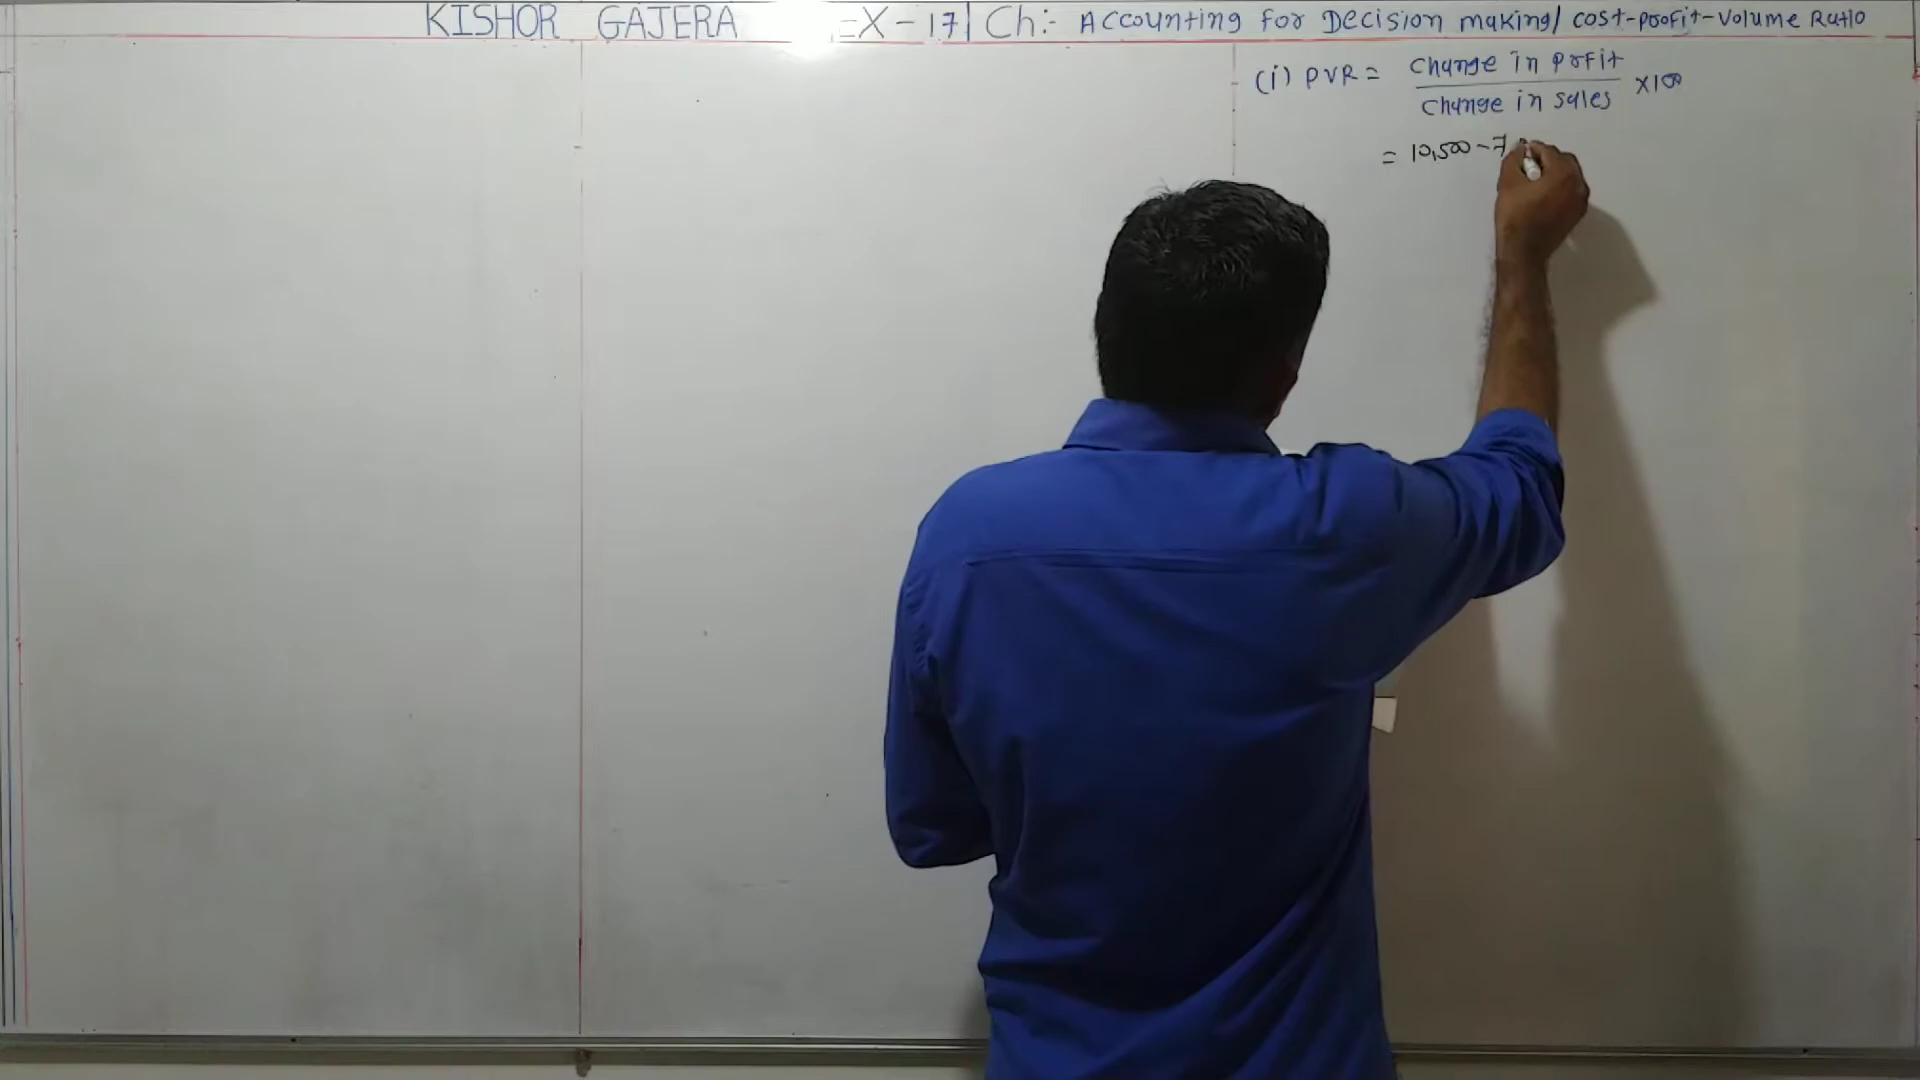 KISHOR GAJERA EX-17 Ch:- Accounting for Decision making/ cost-profit-Volume Ratio
(i) PVR = Change in profit
Change in sales ×100
= 10,500 - 7